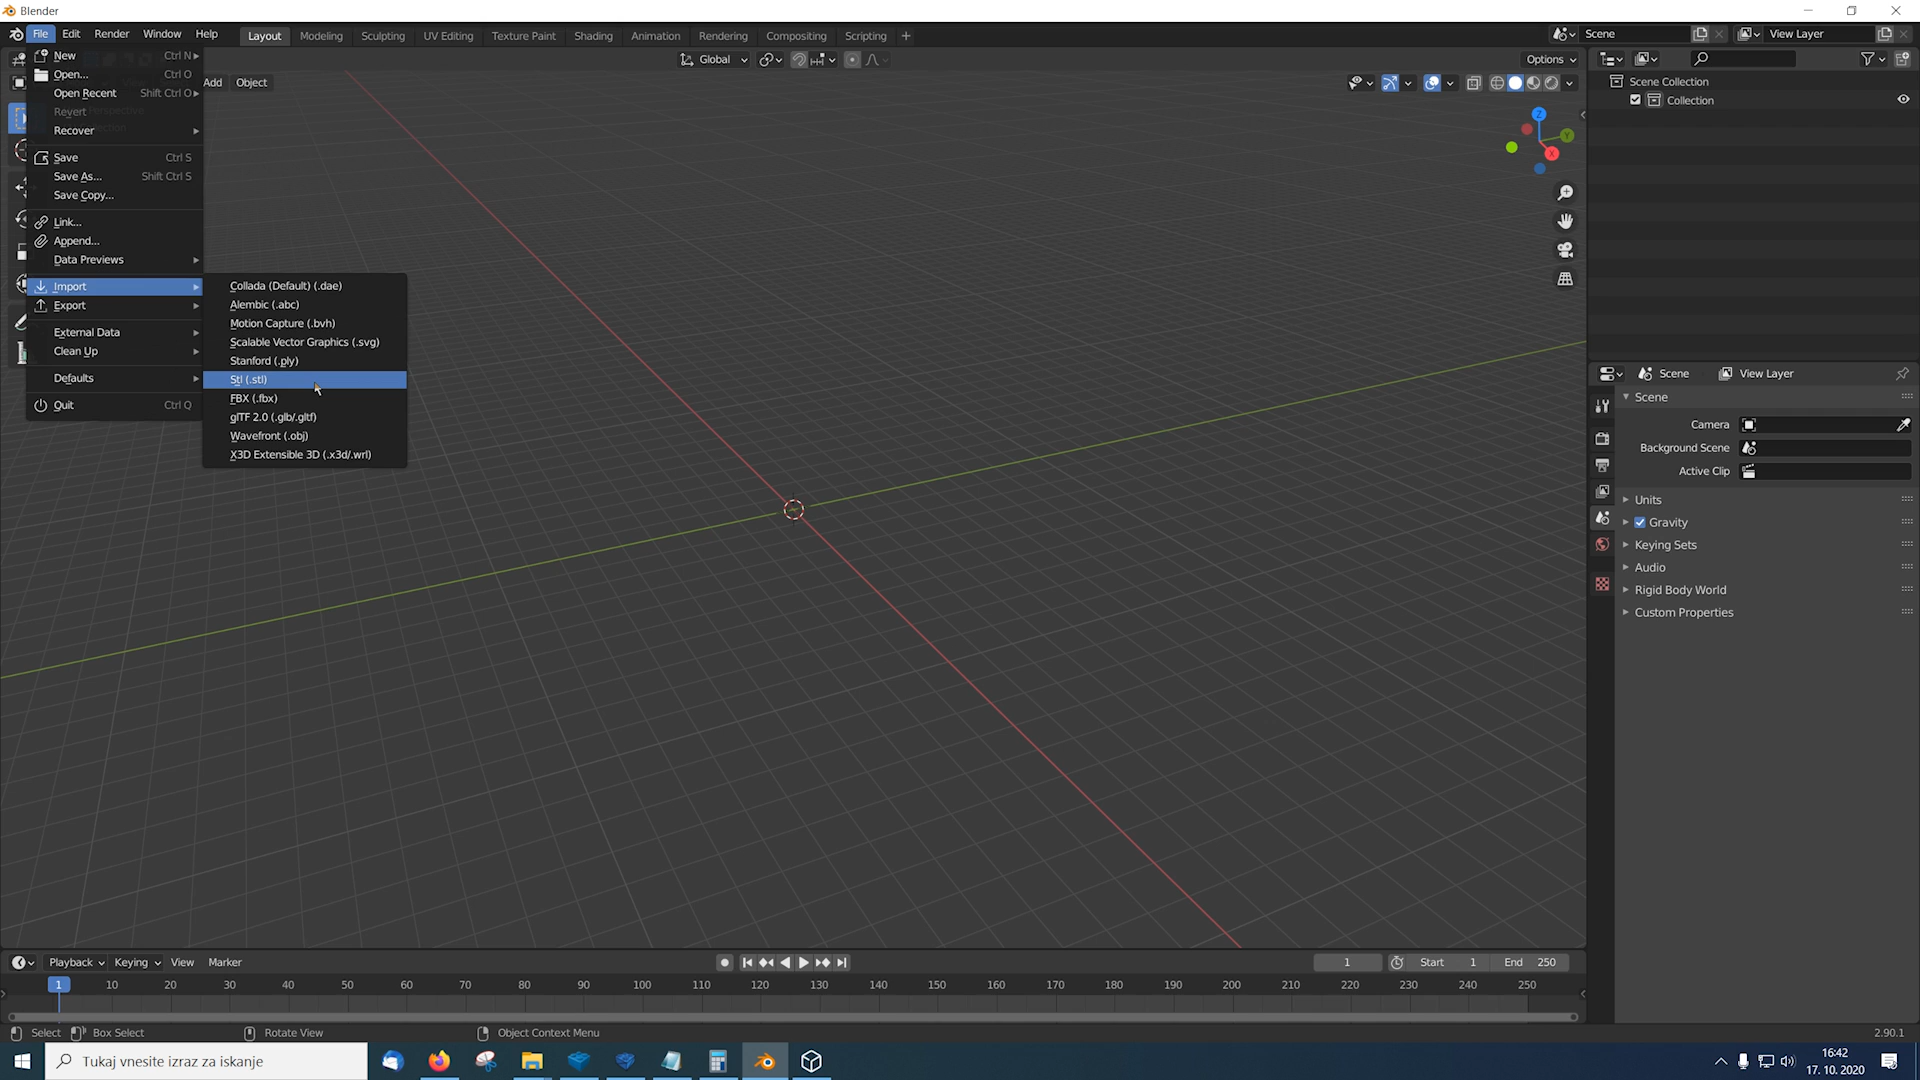 Blender
File Edit Render Window Help Layout Modeling Sculpting UV Editing Texture Paint Shading Animation Rendering Compositing Scripting +
Scene
View Layer
Global
Options
Add Object
New Ctrl N
Open... Ctrl O
Open Recent Shift Ctrl O
Revert
Recover
Save Ctrl S
Save As... Shift Ctrl S
Save Copy...
Link...
Append...
Data Previews
Import
Export
External Data
Clean Up
Defaults
Quit Ctrl Q
Collada (Default) (.dae)
Alembic (.abc)
Motion Capture (.bvh)
Scalable Vector Graphics (.svg)
Stanford (.ply)
Stl (.stl)
FBX (.fbx)
glTF 2.0 (.glb/.gltf)
Wavefront (.obj)
X3D Extensible 3D (.x3d/.wrl)
Z
Y
X
Scene Collection
Collection
Scene View Layer
Scene
Camera
Background Scene
Active Clip
Units
Gravity
Keying Sets
Audio
Rigid Body World
Custom Properties
Playback Keying View Marker
1 Start 1 End 250
1 10 20 30 40 50 60 70 80 90 100 110 120 130 140 150 160 170 180 190 200 210 220 230 240 250
Select Box Select Rotate View Object Context Menu 2.90.1
Tukaj vnesite izraz za iskanje
16:42
17. 10. 2020